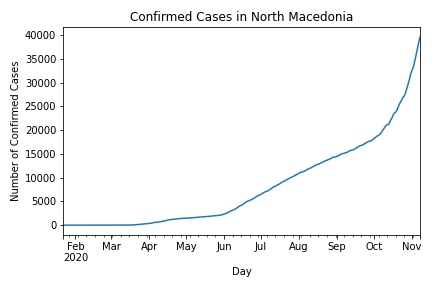 Confirmed Cases in North Macedonia
Number of Confirmed Cases
40000
35000
30000
25000
20000
15000
10000
5000
0
Feb Mar Apr May Jun Jul Aug Sep Oct Nov
2020
Day